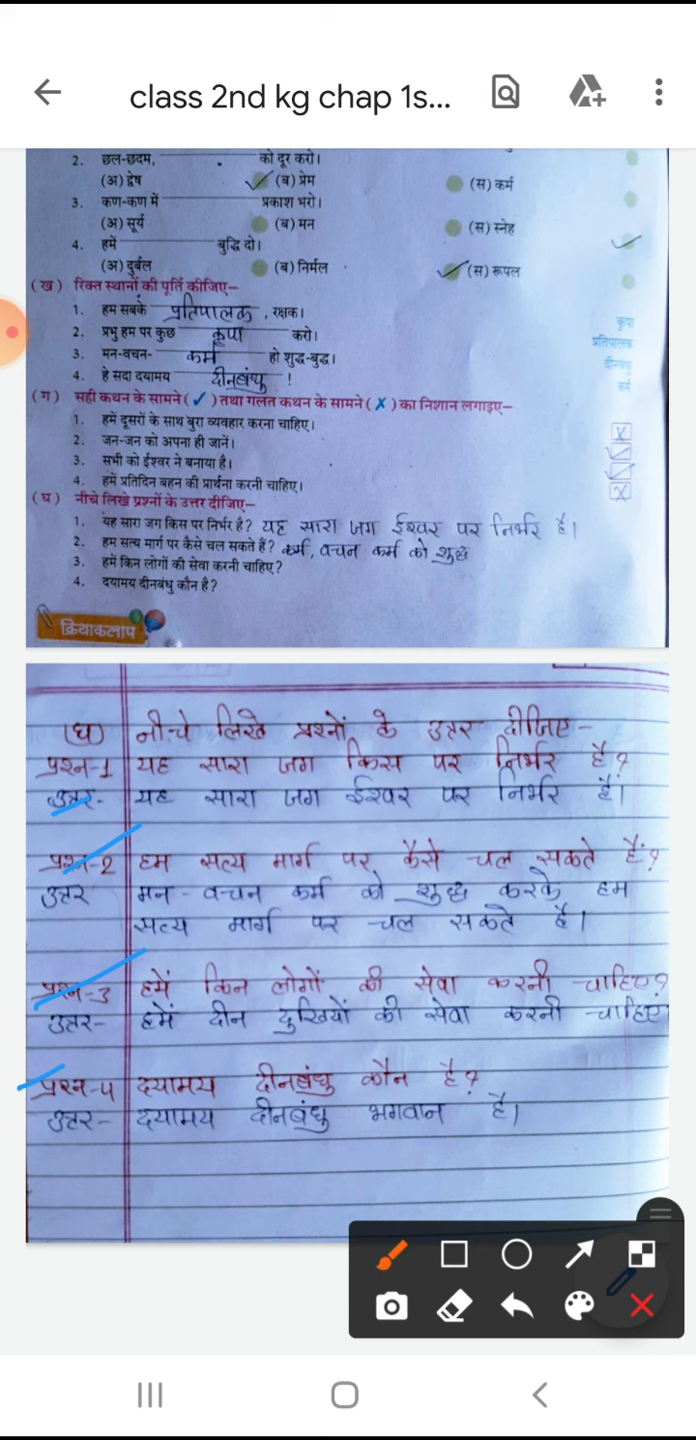 class 2nd kg chap 1s...
2. छल-छदम, को दूर करो।
(अ) द्वेष (ब) प्रेम (स) कर्म
3. कण-कण में प्रकाश भरो।
(अ) सूर्य (ब) मन (स) स्नेह
4. हमें बुद्धि दो।
(अ) दुर्बल (ब) निर्मल (स) रूपल
(ख) रिक्त स्थानों की पूर्ति कीजिए–
1. हम सबके प्रतिपालक, रक्षक।
2. प्रभु हम पर कुछ कृपा करो।
3. मन-वचन- कर्म हो शुद्ध-बुद्ध।
4. हे सदा दयामय दीनबंधु !
कृपा
प्रतिपालक
दीनबंधु
कर्म
(ग) सही कथन के सामने (✓) तथा गलत कथन के सामने (✗) का निशान लगाइए–
1. हमें दूसरों के साथ बुरा व्यवहार करना चाहिए। ✗
2. जन-जन को अपना ही जानें। ✓
3. सभी को ईश्वर ने बनाया है। ✓
4. हमें प्रतिदिन बहन की प्रार्थना करनी चाहिए। ✗
(घ) नीचे लिखे प्रश्नों के उत्तर दीजिए–
1. यह सारा जग किस पर निर्भर है? यह सारा जग ईश्वर पर निर्भर है।
2. हम सत्य मार्ग पर कैसे चल सकते हैं? कर्म, वचन कर्म को शुद्ध
3. हमें किन लोगों की सेवा करनी चाहिए?
4. दयामय दीनबंधु कौन है?
क्रियाकलाप
(घ) नीचे लिखे प्रश्नों के उत्तर दीजिए-
प्रश्न-1 यह सारा जग किस पर निर्भर है?
उत्तर- यह सारा जग ईश्वर पर निर्भर है।
प्रश्न-2 हम सत्य मार्ग पर कैसे चल सकते हैं?
उत्तर मन-वचन कर्म को शुद्ध करके हम
सत्य मार्ग पर चल सकते है।
प्रश्न-3 हमें किन लोगों की सेवा करनी चाहिए?
उत्तर- हमें दीन दुखियों की सेवा करनी चाहिए
प्रश्न-4 दयामय दीनबंधु कौन है?
उत्तर- दयामय दीनबंधु भगवान है।